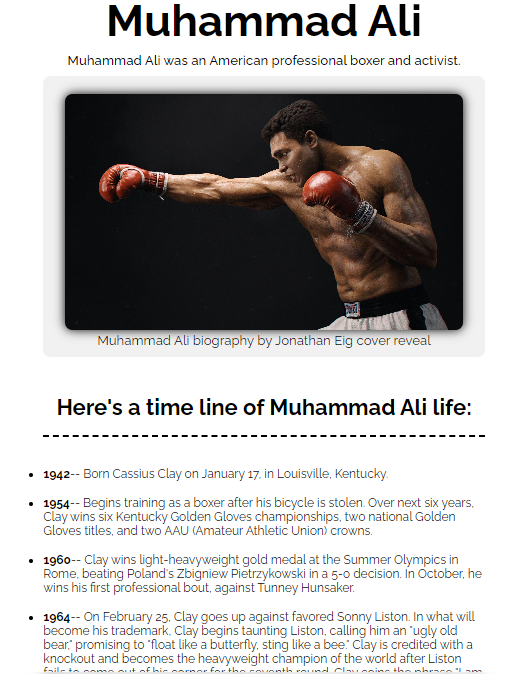 Muhammad Ali
Muhammad Ali was an American professional boxer and activist.
Muhammad Ali biography by Jonathan Eig cover reveal
Here's a time line of Muhammad Ali life:
1942-- Born Cassius Clay on January 17, in Louisville, Kentucky.
1954-- Begins training as a boxer after his bicycle is stolen. Over next six years,
Clay wins six Kentucky Golden Gloves championships, two national Golden
Gloves titles, and two AAU (Amateur Athletic Union) crowns.
1960-- Clay wins light-heavyweight gold medal at the Summer Olympics in
Rome, beating Poland's Zbigniew Pietrzykowski in a 5-0 decision. In October, he
wins his first professional bout, against Tunney Hunsaker.
1964-- On February 25, Clay goes up against favored Sonny Liston. In what will
become his trademark, Clay begins taunting Liston, calling him an "ugly old
bear," promising to "float like a butterfly, sting like a bee." Clay is credited with a
knockout and becomes the heavyweight champion of the world after Liston
fails to come out of his corner for the seventh round. Clay coins the phrase "I am